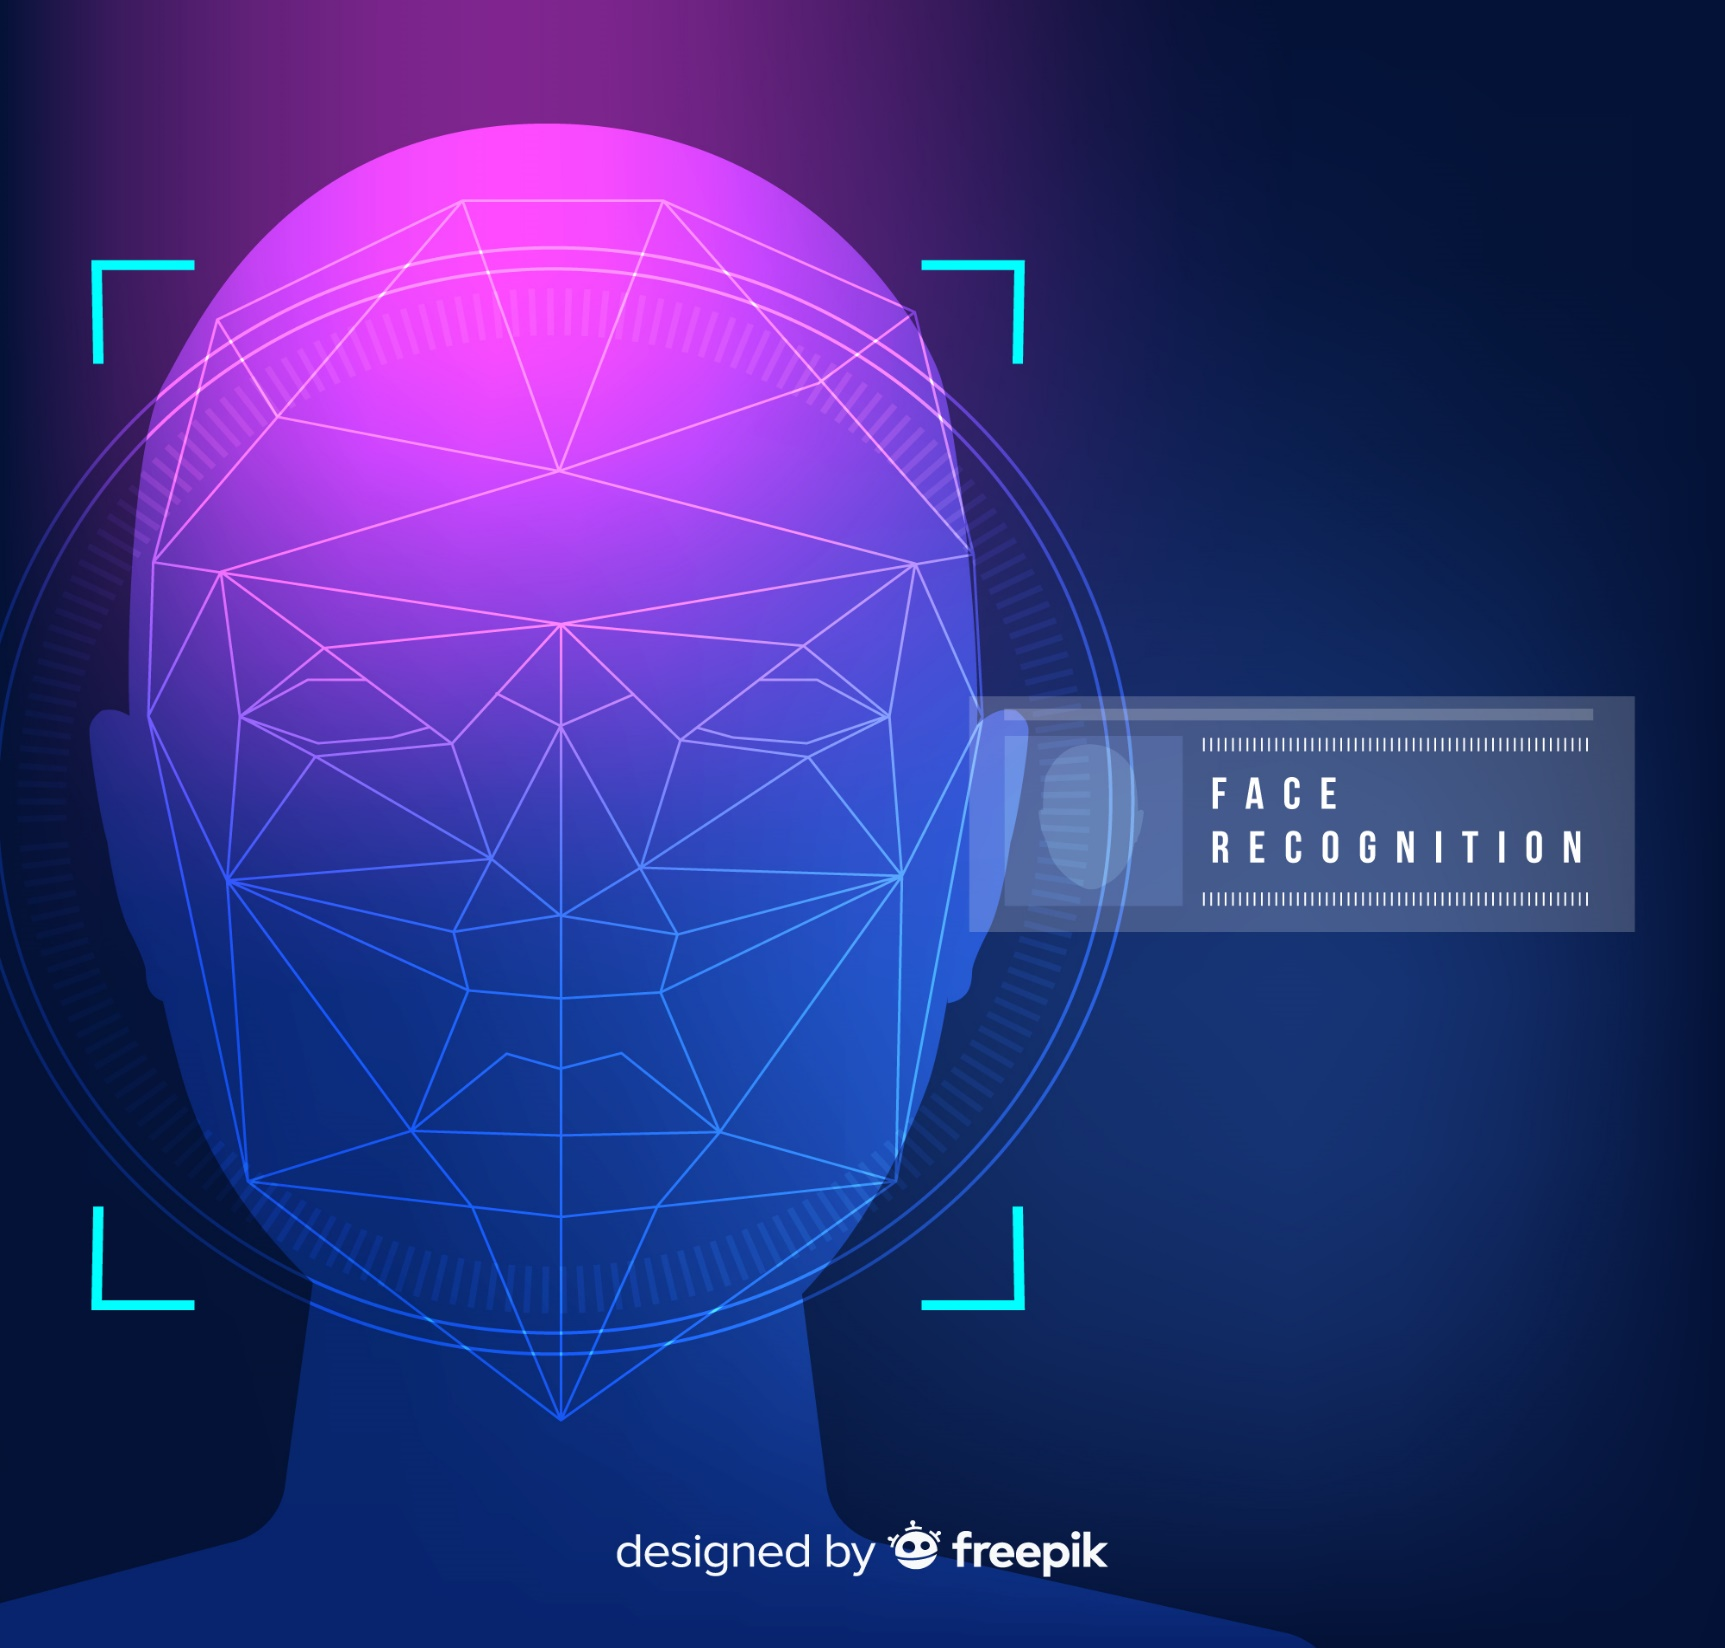 FACE
RECOGNITION
designed by freepik